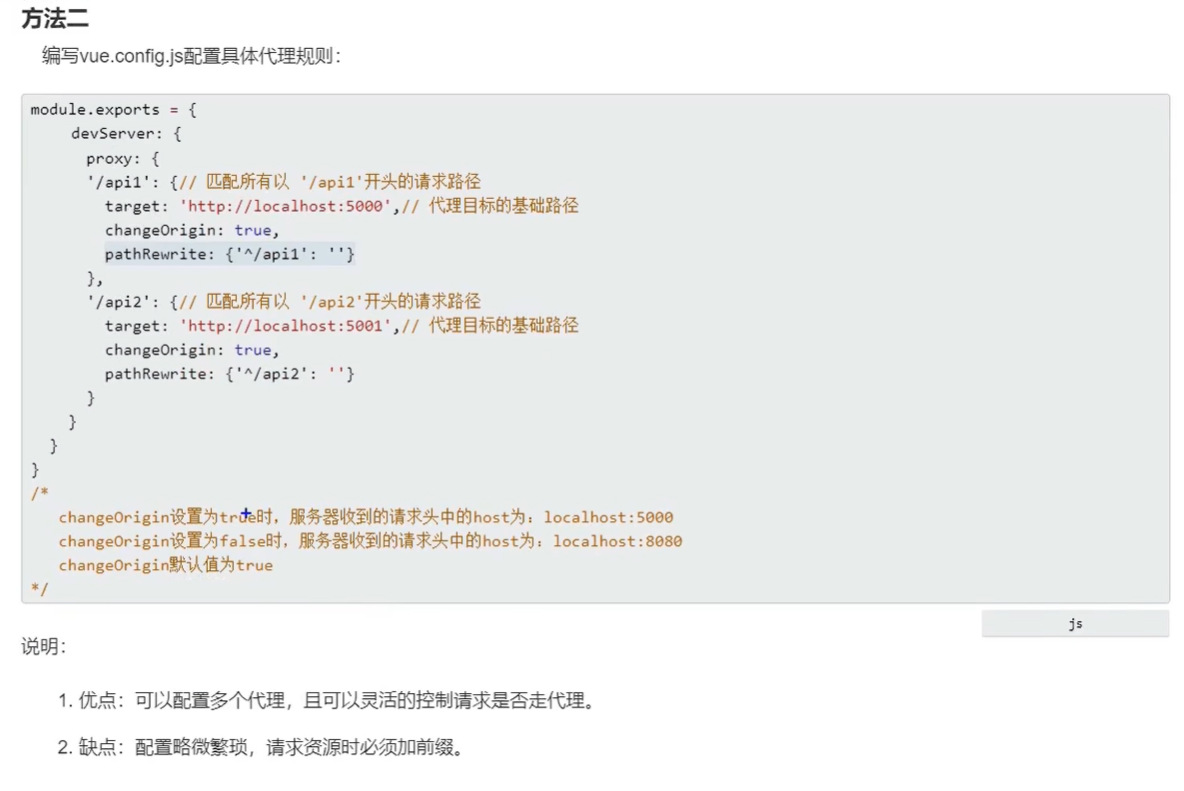 方法二
编写vue.config.js配置具体代理规则：
module.exports = {
devServer: {
proxy: {
'/api1': {// 匹配所有以 '/api1'开头的请求路径
target: 'http://localhost:5000',// 代理目标的基础路径
changeOrigin: true,
pathRewrite: {'^/api1': ''}
},
'/api2': {// 匹配所有以 '/api2'开头的请求路径
target: 'http://localhost:5001',// 代理目标的基础路径
changeOrigin: true,
pathRewrite: {'^/api2': ''}
}
}
}
}
/*
changeOrigin设置为true时，服务器收到的请求头中的host为：localhost:5000
changeOrigin设置为false时，服务器收到的请求头中的host为：localhost:8080
changeOrigin默认值为true
*/
js
说明：
1. 优点：可以配置多个代理，且可以灵活的控制请求是否走代理。
2. 缺点：配置略微繁琐，请求资源时必须加前缀。